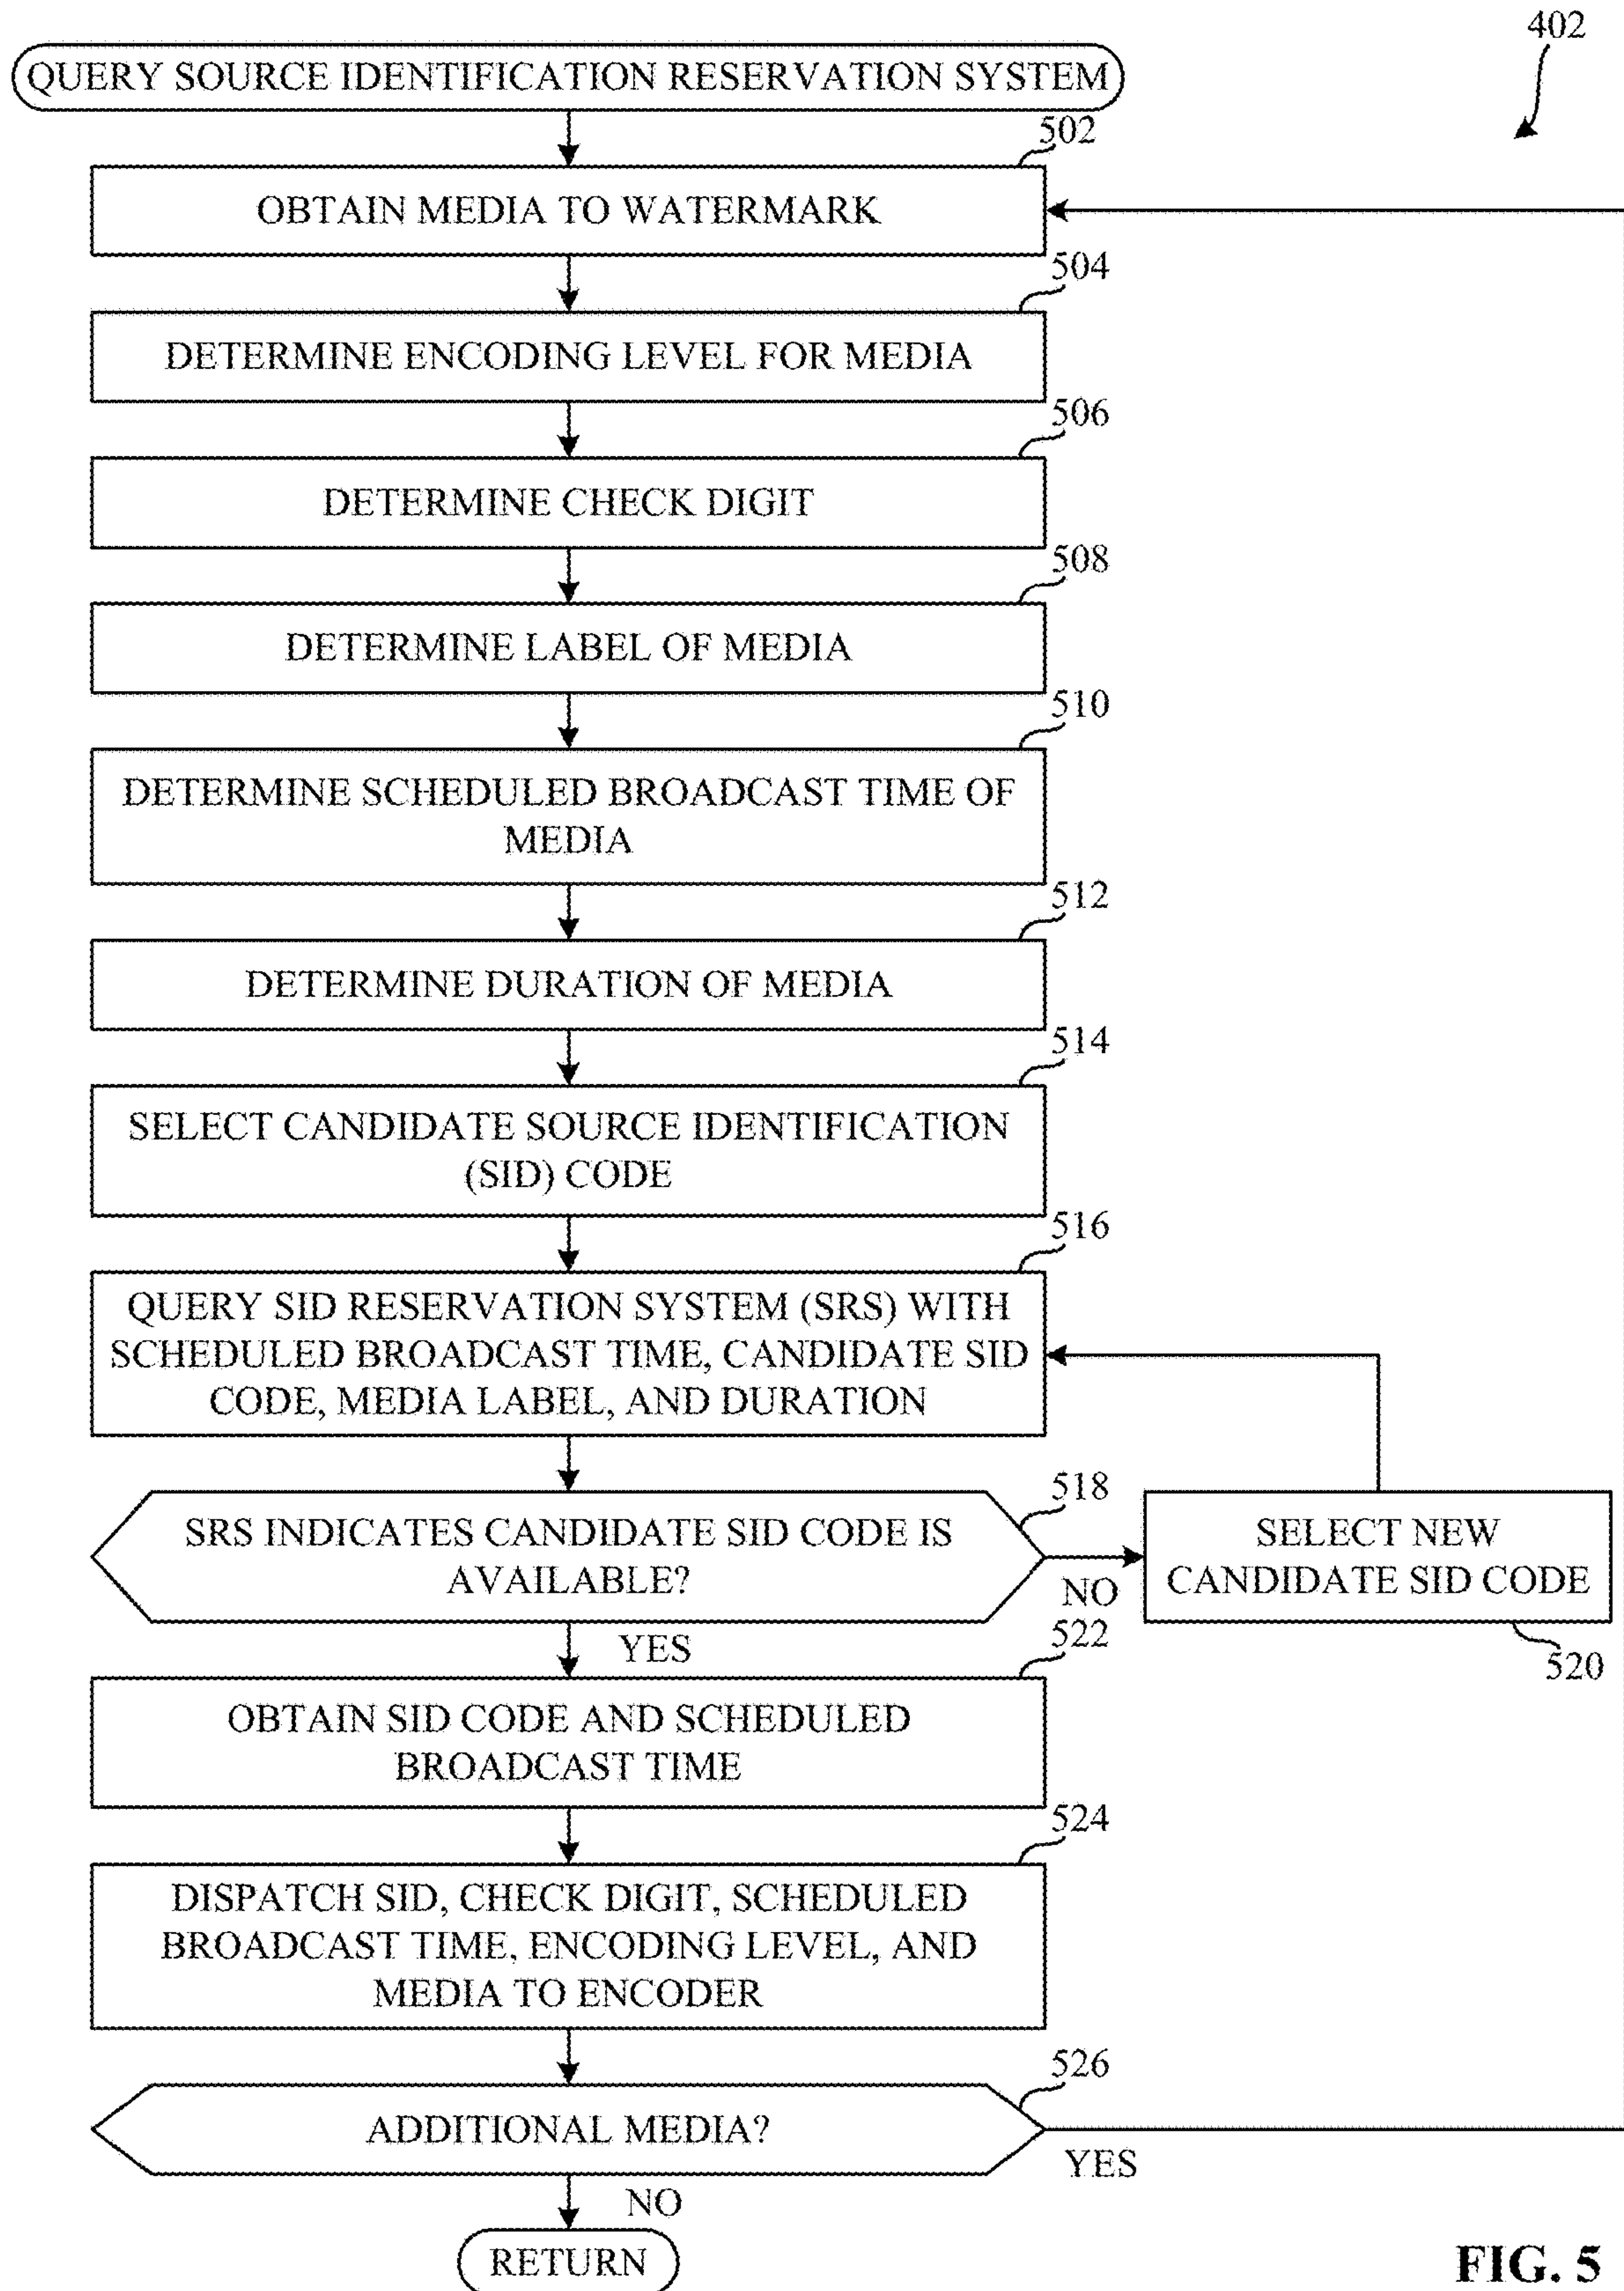 402
QUERY SOURCE IDENTIFICATION RESERVATION SYSTEM
502
OBTAIN MEDIA TO WATERMARK
504
DETERMINE ENCODING LEVEL FOR MEDIA
506
DETERMINE CHECK DIGIT
508
DETERMINE LABEL OF MEDIA
510
DETERMINE SCHEDULED BROADCAST TIME OF
MEDIA
512
DETERMINE DURATION OF MEDIA
514
SELECT CANDIDATE SOURCE IDENTIFICATION
(SID) CODE
516
QUERY SID RESERVATION SYSTEM (SRS) WITH
SCHEDULED BROADCAST TIME, CANDIDATE SID
CODE, MEDIA LABEL, AND DURATION
518
SRS INDICATES CANDIDATE SID CODE IS
AVAILABLE?
NO
SELECT NEW
CANDIDATE SID CODE
520
YES
522
OBTAIN SID CODE AND SCHEDULED
BROADCAST TIME
524
DISPATCH SID, CHECK DIGIT, SCHEDULED
BROADCAST TIME, ENCODING LEVEL, AND
MEDIA TO ENCODER
526
ADDITIONAL MEDIA?
YES
NO
RETURN
FIG. 5